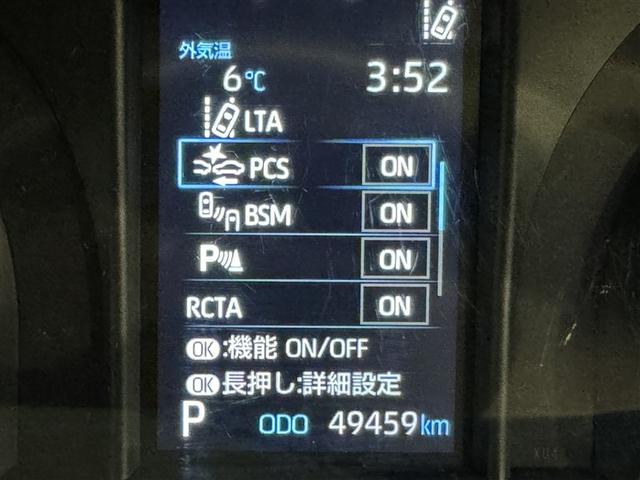 外気温
6℃ 3:52
LTA
PCS ON
BSM ON
P ON
RCTA ON
OK:機能 ON/OFF
OK長押し:詳細設定
P ODO 49459km